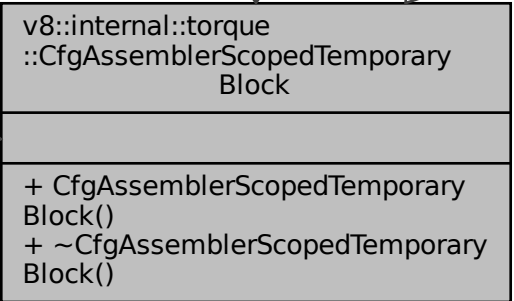 v8::internal::torque
::CfgAssemblerScopedTemporary
Block
+ CfgAssemblerScopedTemporary
Block()
+ ~CfgAssemblerScopedTemporary
Block()